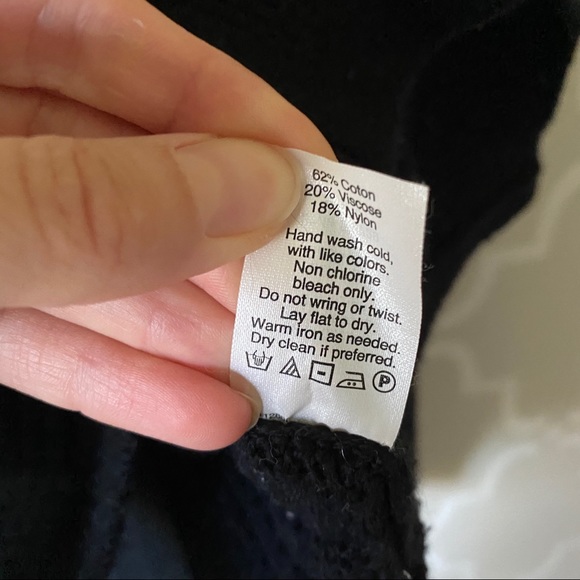 62% Coton
20% Viscose
18% Nylon
Hand wash cold,
with like colors.
Non chlorine
bleach only.
Do not wring or twist.
Lay flat to dry.
Warm iron as needed.
Dry clean if preferred.
P